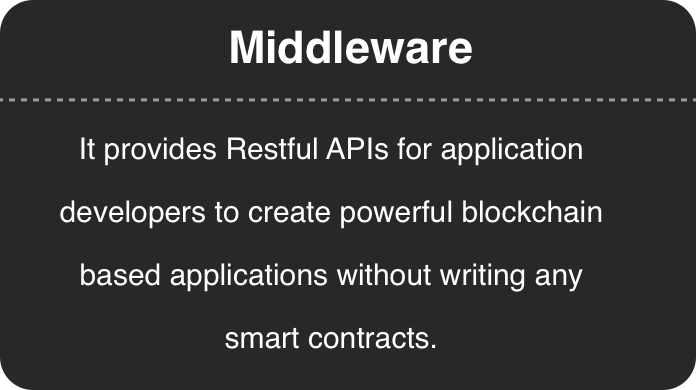 Middleware
It provides Restful APIs for application
developers to create powerful blockchain
based applications without writing any
smart contracts.